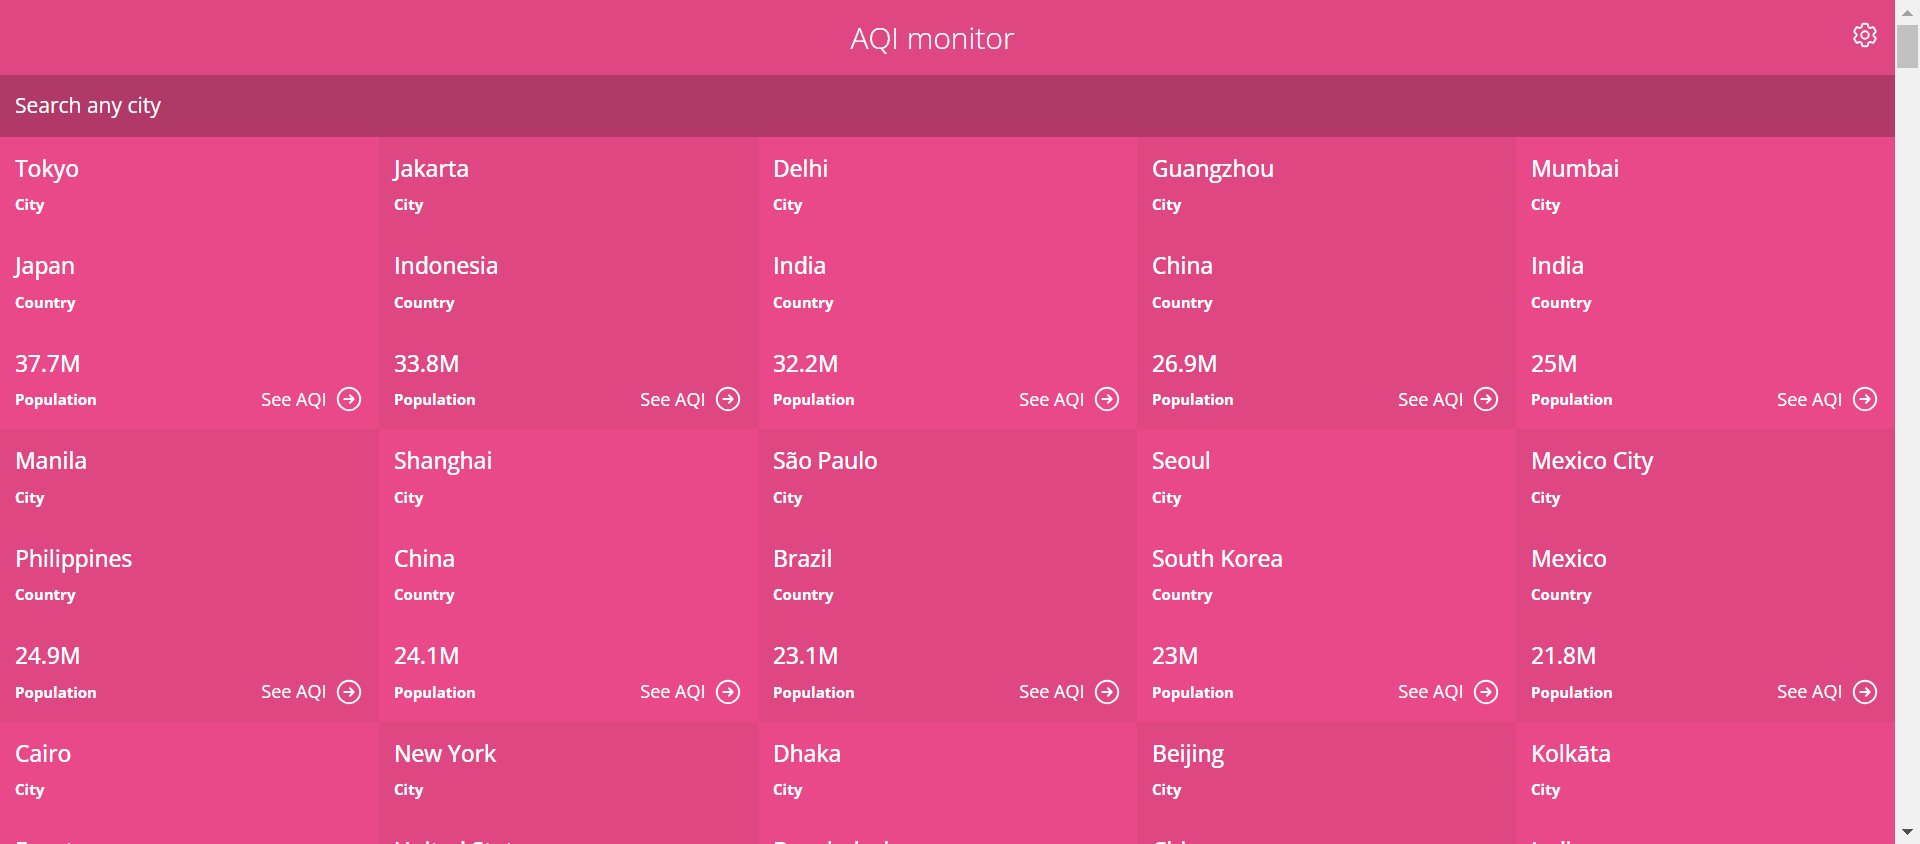 AQI monitor
Search any city
Tokyo
City
Japan
Country
37.7M
Population
See AQI
Jakarta
City
Indonesia
Country
33.8M
Population
See AQI
Delhi
City
India
Country
32.2M
Population
See AQI
Guangzhou
City
China
Country
26.9M
Population
See AQI
Mumbai
City
India
Country
25M
Population
See AQI
Manila
City
Philippines
Country
24.9M
Population
See AQI
Shanghai
City
China
Country
24.1M
Population
See AQI
São Paulo
City
Brazil
Country
23.1M
Population
See AQI
Seoul
City
South Korea
Country
23M
Population
See AQI
Mexico City
City
Mexico
Country
21.8M
Population
See AQI
Cairo
City
New York
City
Dhaka
City
Beijing
City
Kolkāta
City